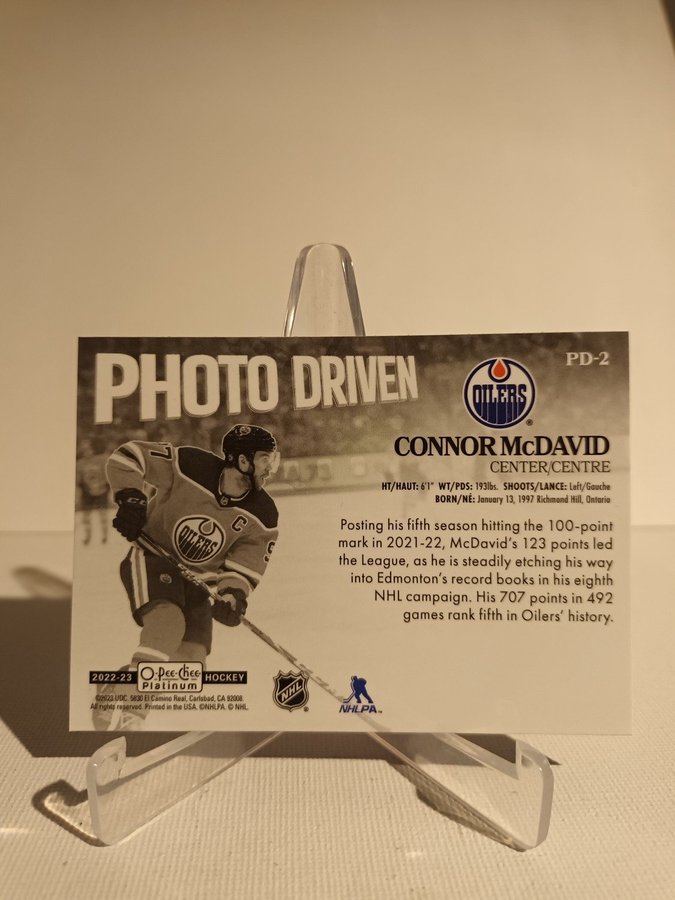 PHOTO DRIVEN
PD-2
OILERS
CONNOR McDAVID
CENTER/CENTRE
HT/HAUT: 6'1" WT/PDS: 193lbs. SHOOTS/LANCE: Left/Gauche
BORN/NÉ: January 13, 1997 Richmond Hill, Ontario
Posting his fifth season hitting the 100-point
mark in 2021-22, McDavid's 123 points led
the League, as he is steadily etching his way
into Edmonton's record books in his eighth
NHL campaign. His 707 points in 492
games rank fifth in Oilers' history.
97
C
OILERS
CCM
2022-23 O-Pee-Chee Platinum HOCKEY
©2023 UDC. 5830 El Camino Real, Carlsbad, CA 92008.
All rights reserved. Printed in the USA. ©NHLPA. © NHL.
NHL
NHLPA™